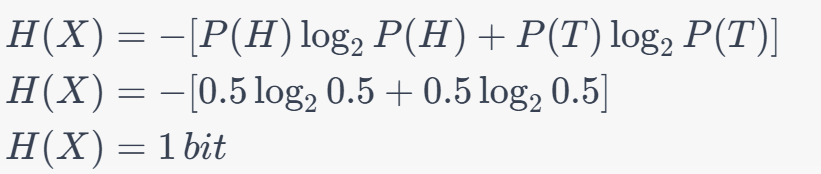 H(X) = −[P(H) log₂ P(H) + P(T) log₂ P(T)]
H(X) = −[0.5 log₂ 0.5 + 0.5 log₂ 0.5]
H(X) = 1 bit